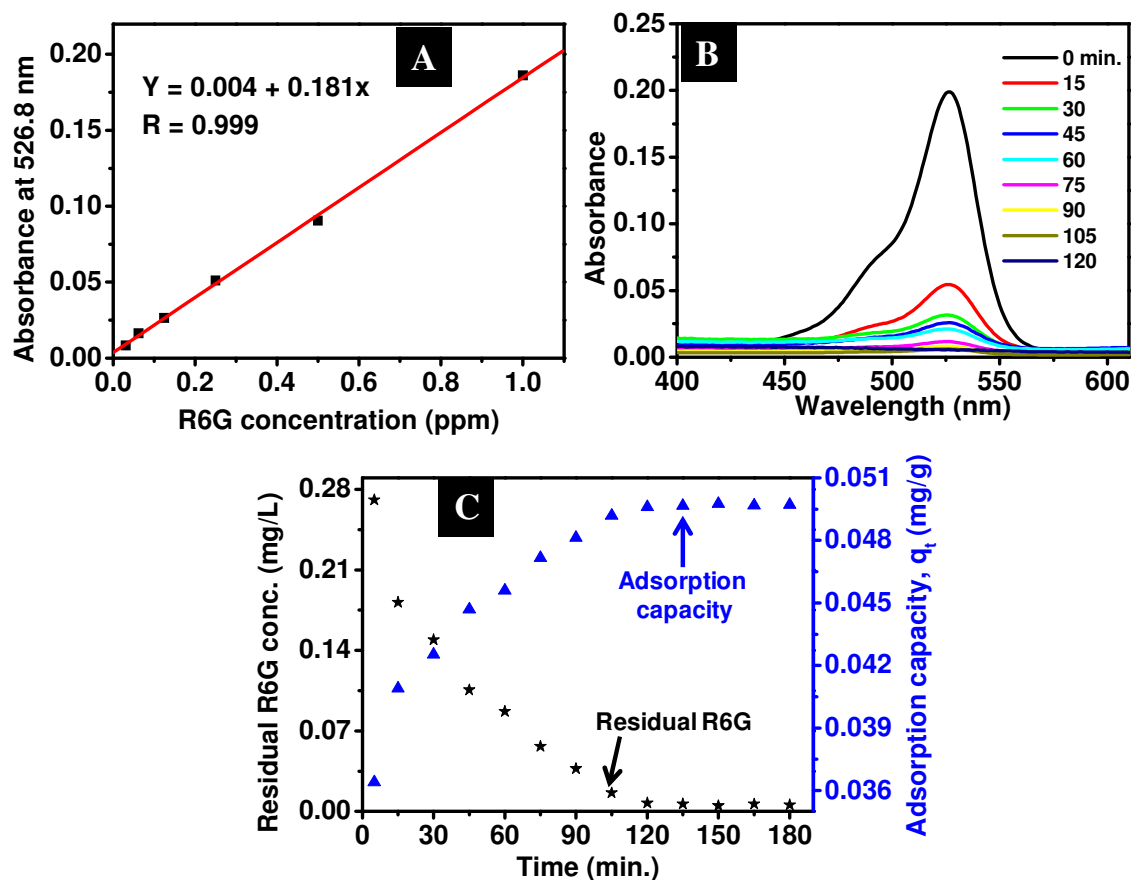 A
Y = 0.004 + 0.181x
R = 0.999
Absorbance at 526.8 nm
0.20
0.15
0.10
0.05
0.00
0.0 0.2 0.4 0.6 0.8 1.0
R6G concentration (ppm)
B
0 min.
15
30
45
60
75
90
105
120
Absorbance
0.25
0.20
0.15
0.10
0.05
0.00
400 450 500 550 600
Wavelength (nm)
C
Residual R6G conc. (mg/L)
0.28
0.21
0.14
0.07
0.00
Adsorption
capacity
Residual R6G
0.051
0.048
0.045
0.042
0.039
0.036
Adsorption capacity, qt (mg/g)
0 30 60 90 120 150 180
Time (min.)